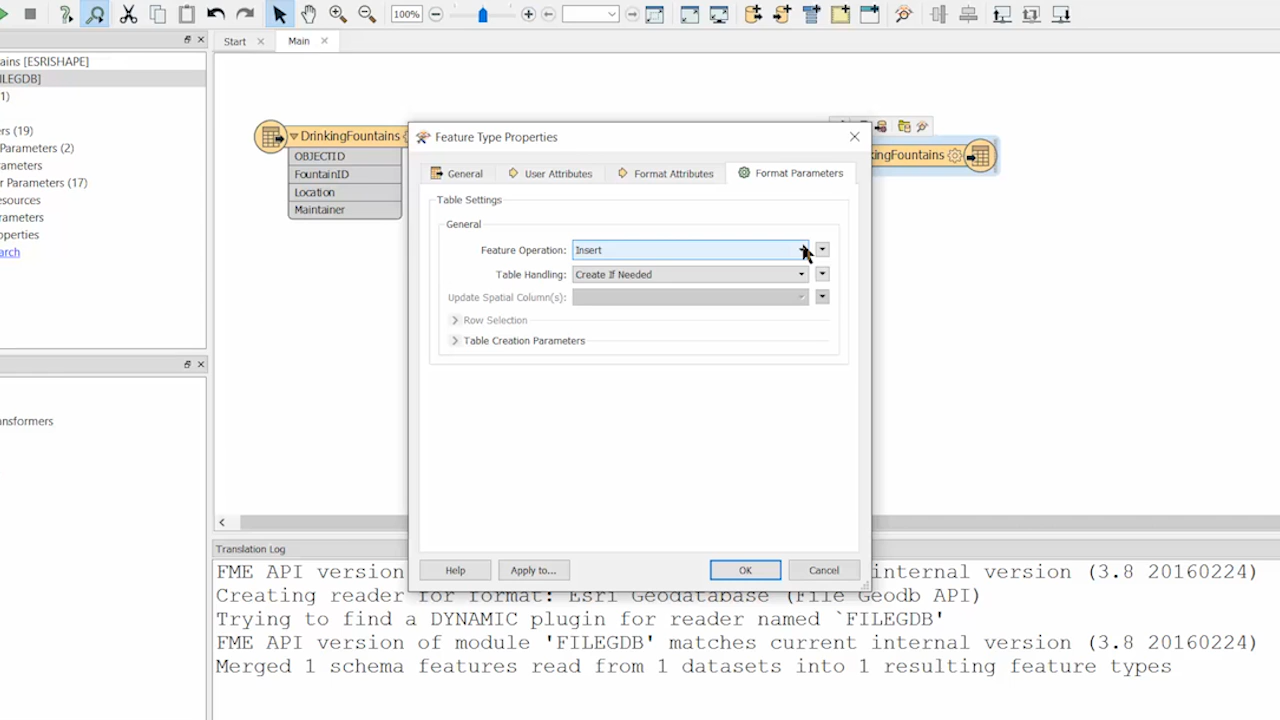 100%
Start
Main
ains [ESRISHAPE]
ILEGDB]
1)
ers (19)
Parameters (2)
ameters
r Parameters (17)
esources
rameters
operties
arch
ansformers
DrinkingFountains
OBJECTID
FountainID
Location
Maintainer
kingFountains
Feature Type Properties
General
User Attributes
Format Attributes
Format Parameters
Table Settings
General
Feature Operation:
Insert
Table Handling:
Create If Needed
Update Spatial Column(s):
Row Selection
Table Creation Parameters
Help
Apply to...
OK
Cancel
Translation Log
FME API version internal version (3.8 20160224)
Creating reader for format: Esri Geodatabase (File Geodb API)
Trying to find a DYNAMIC plugin for reader named `FILEGDB'
FME API version of module 'FILEGDB' matches current internal version (3.8 20160224)
Merged 1 schema features read from 1 datasets into 1 resulting feature types